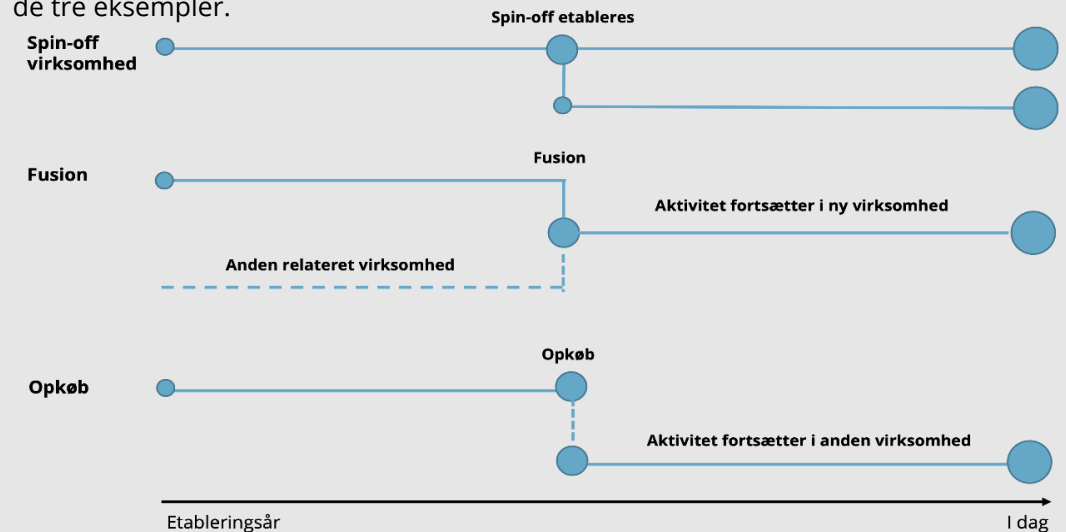 de tre eksempler.
Spin-off etableres
Spin-off
virksomhed
Fusion
Fusion
Aktivitet fortsætter i ny virksomhed
Anden relateret virksomhed
Opkøb
Opkøb
Aktivitet fortsætter i anden virksomhed
Etableringsår
I dag